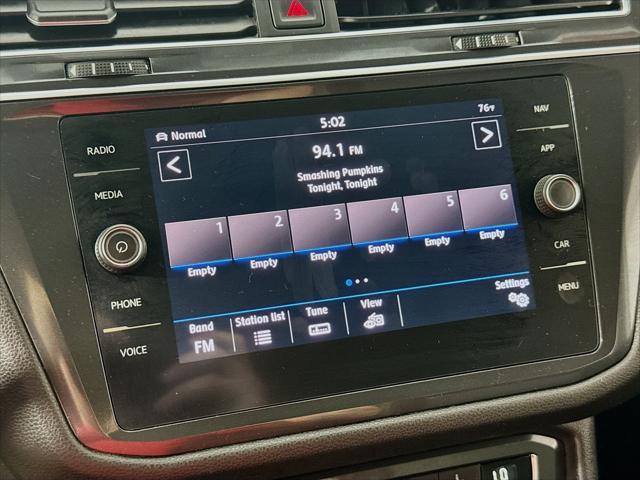 Normal
5:02
76°F
94.1 FM
Smashing Pumpkins
Tonight, Tonight
1 2 3 4 5 6
Empty Empty Empty Empty Empty Empty
Band Station list Tune View Settings
FM
RADIO
MEDIA
PHONE
VOICE
NAV
APP
CAR
MENU